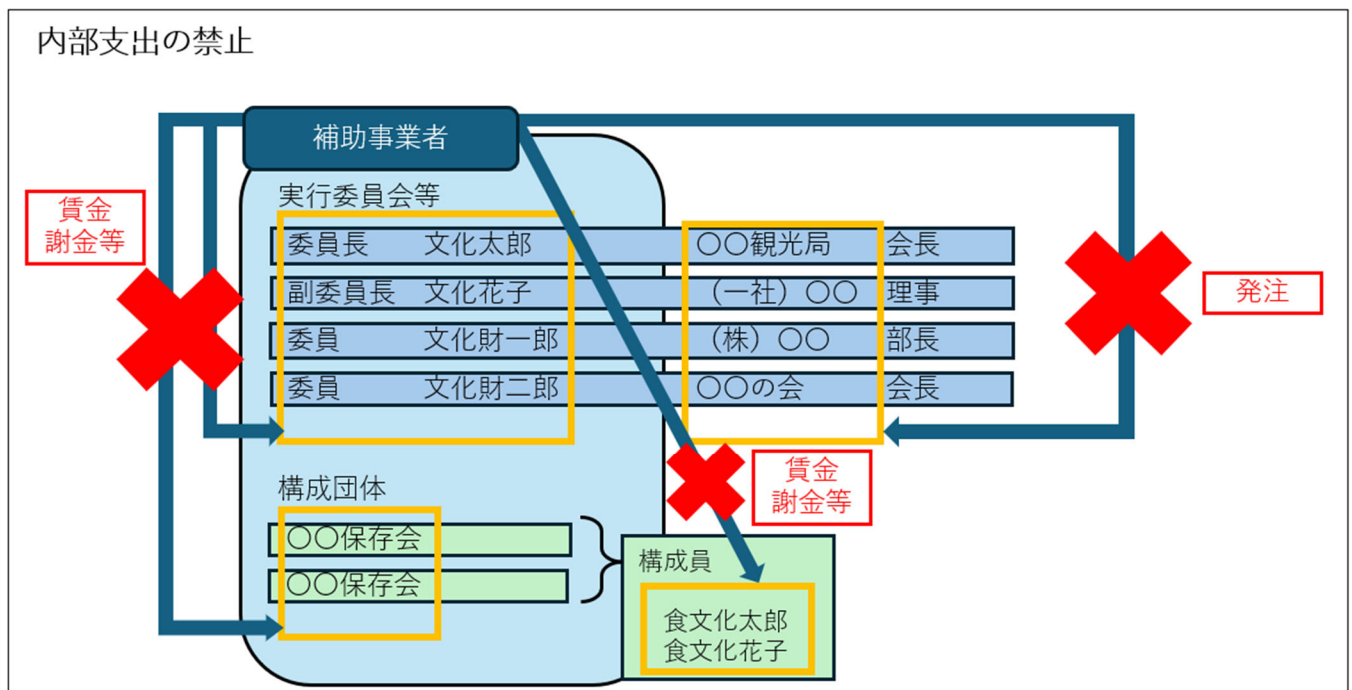 内部支出の禁止
補助事業者
実行委員会等
賃金
謝金等
委員長 文化太郎 〇〇観光局 会長
副委員長 文化花子 （一社）〇〇 理事
委員 文化財一郎 （株）〇〇 部長
委員 文化財二郎 〇〇の会 会長
発注
賃金
謝金等
構成団体
〇〇保存会
〇〇保存会
構成員
食文化太郎
食文化花子